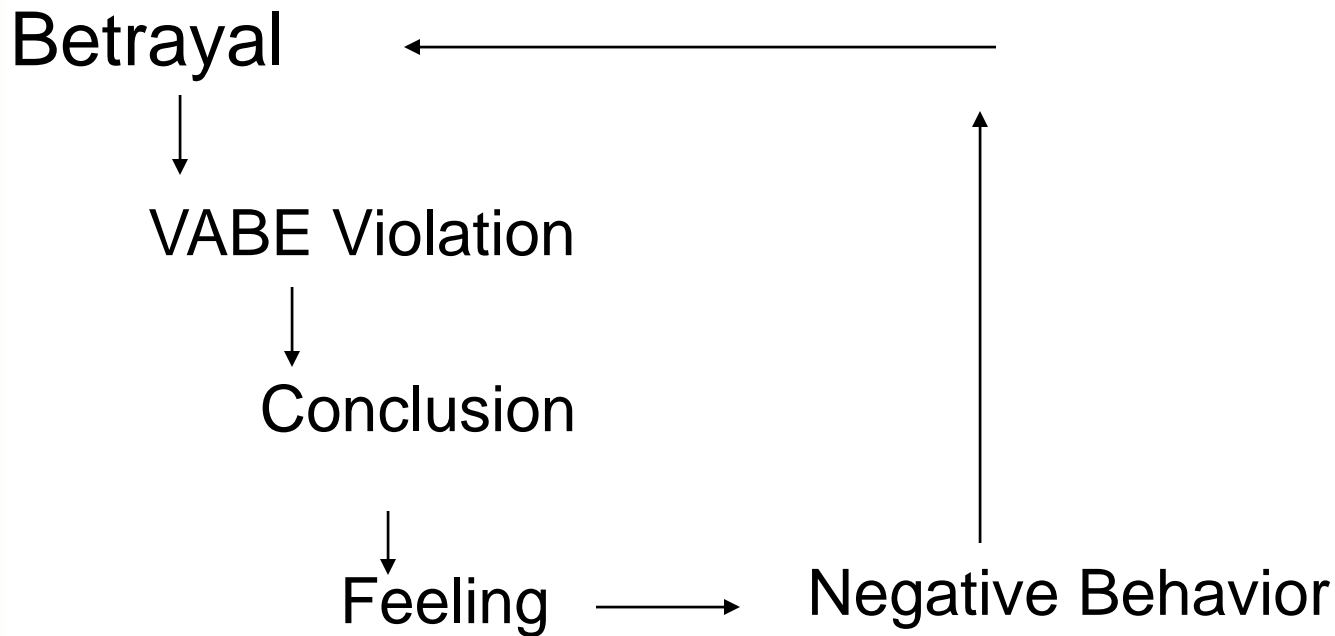 Betrayal
VABE Violation
Conclusion
Feeling
Negative Behavior